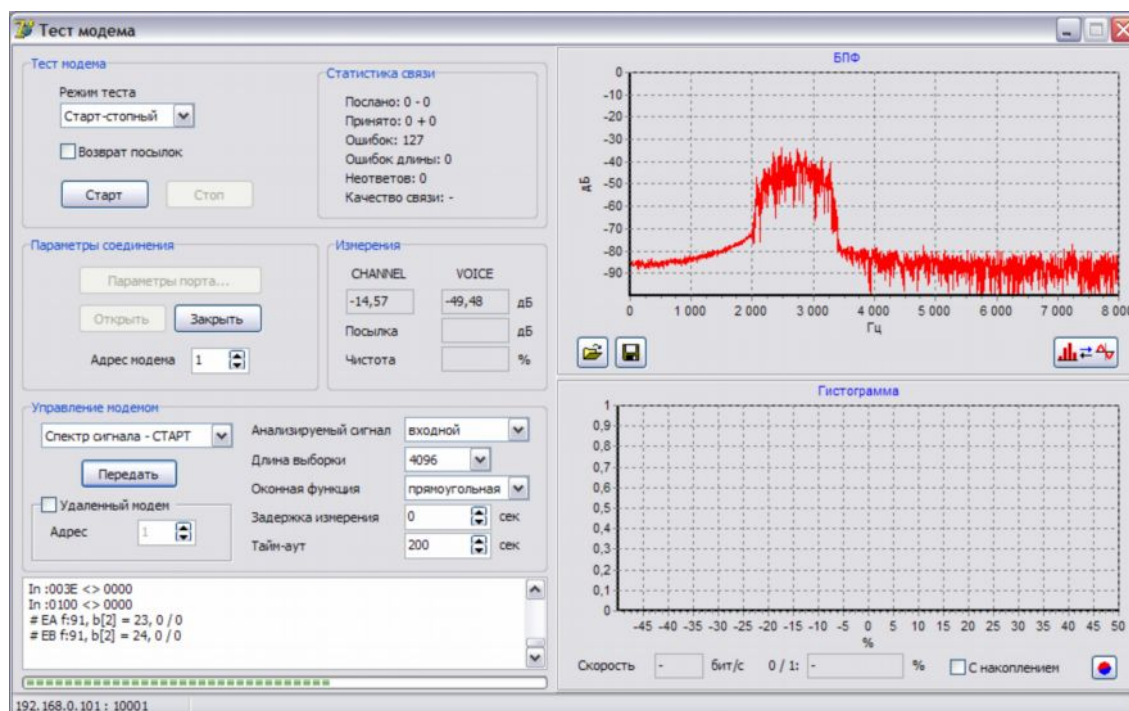 Тест модема
Тест модема
Режим теста
Старт-стопный
Возврат посылок
Старт
Стоп
Статистика связи
Послано: 0 - 0
Принято: 0 + 0
Ошибок: 127
Ошибок длины: 0
Неответов: 0
Качество связи: -
Параметры соединения
Параметры порта...
Открыть
Закрыть
Адрес модема 1
Измерения
CHANNEL VOICE
-14,57 -49,48 дБ
Посылка дБ
Чистота %
Управление модемом
Спектр сигнала - СТАРТ
Передать
Удаленный модем
Адрес 1
Анализируемый сигнал входной
Длина выборки 4096
Оконная функция прямоугольная
Задержка измерения 0 сек
Тайм-аут 200 сек
In :003E <> 0000
In :0100 <> 0000
# EA f:91, b[2] = 23, 0 / 0
# EB f:91, b[2] = 24, 0 / 0
192.168.0.101 : 10001
БПФ
0
-10
-20
-30
-40
-50
-60
-70
-80
-90
дБ
0 1 000 2 000 3 000 4 000 5 000 6 000 7 000 8 000
Гц
Гистограмма
1
0,9
0,8
0,7
0,6
0,5
0,4
0,3
0,2
0,1
0
-45 -40 -35 -30 -25 -20 -15 -10 -5 0 5 10 15 20 25 30 35 40 45 50
%
Скорость - бит/с 0 / 1: - % С накоплением